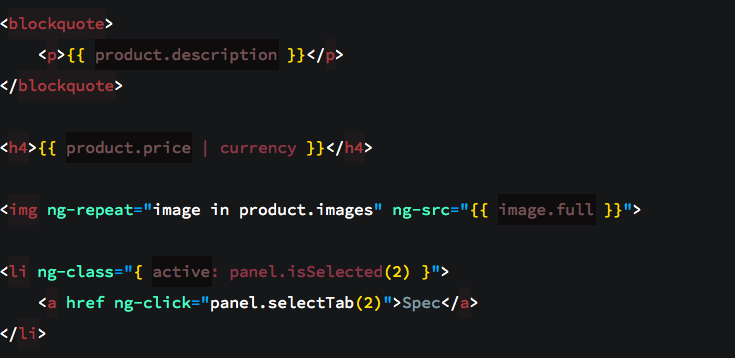 <blockquote>
<p>{{ product.description }}</p>
</blockquote>
<h4>{{ product.price | currency }}</h4>
<img ng-repeat="image in product.images" ng-src="{{ image.full }}">
<li ng-class="{ active: panel.isSelected(2) }">
<a href ng-click="panel.selectTab(2)">Spec</a>
</li>